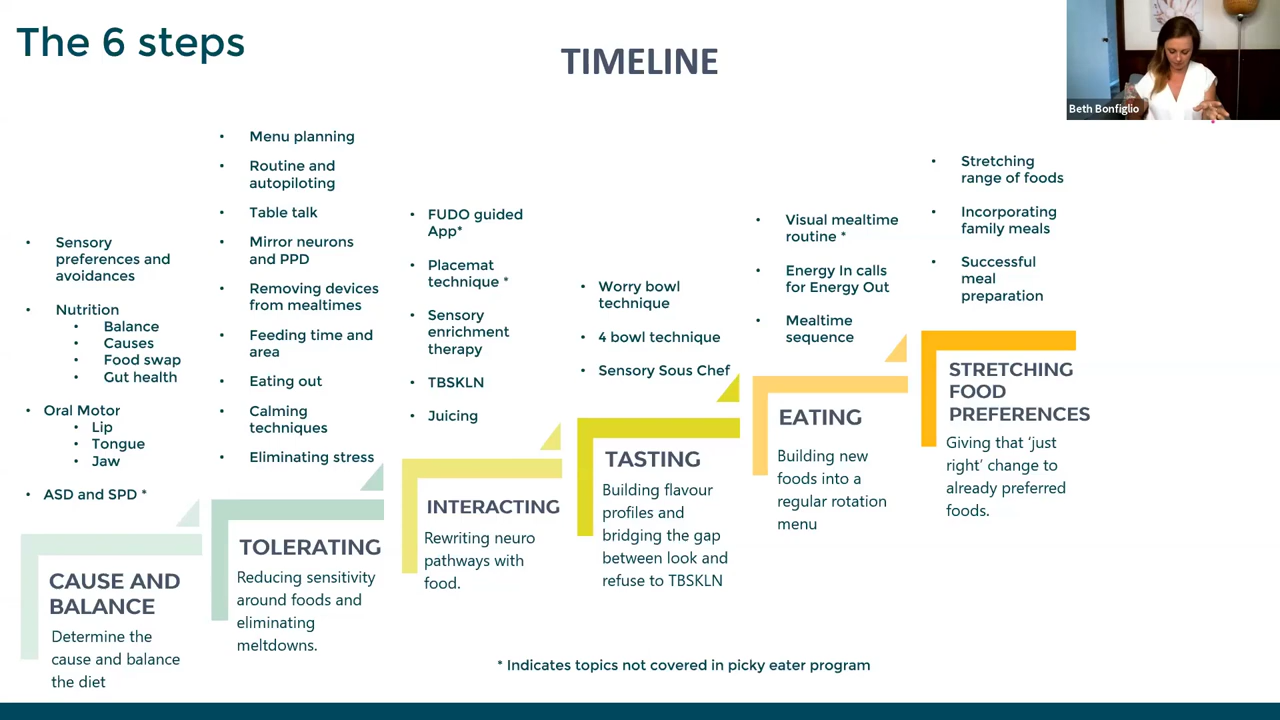 The 6 steps
TIMELINE
Beth Bonfiglio
• Sensory
preferences and
avoidances
• Nutrition
• Balance
• Causes
• Food swap
• Gut health
• Oral Motor
• Lip
• Tongue
• Jaw
• ASD and SPD *
CAUSE AND
BALANCE
Determine the
cause and balance
the diet
• Menu planning
• Routine and
autopiloting
• Table talk
• Mirror neurons
and PPD
• Removing devices
from mealtimes
• Feeding time and
area
• Eating out
• Calming
techniques
• Eliminating stress
TOLERATING
Reducing sensitivity
around foods and
eliminating
meltdowns.
• FUDO guided
App*
• Placemat
technique *
• Sensory
enrichment
therapy
• TBSKLN
• Juicing
INTERACTING
Rewriting neuro
pathways with
food.
• Worry bowl
technique
• 4 bowl technique
• Sensory Sous Chef
TASTING
Building flavour
profiles and
bridging the gap
between look and
refuse to TBSKLN
• Visual mealtime
routine *
• Energy In calls
for Energy Out
• Mealtime
sequence
EATING
Building new
foods into a
regular rotation
menu
• Stretching
range of foods
• Incorporating
family meals
• Successful
meal
preparation
STRETCHING
FOOD
PREFERENCES
Giving that ‘just
right’ change to
already preferred
foods.
* Indicates topics not covered in picky eater program